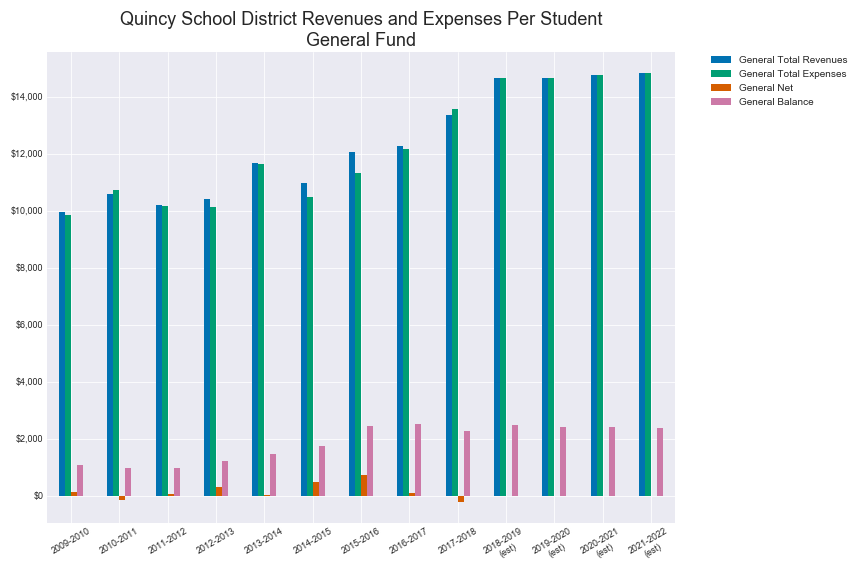 Quincy School District Revenues and Expenses Per Student
General Fund
General Total Revenues
General Total Expenses
General Net
General Balance
$14,000
$12,000
$10,000
$8,000
$6,000
$4,000
$2,000
$0
2009-2010
2010-2011
2011-2012
2012-2013
2013-2014
2014-2015
2015-2016
2016-2017
2017-2018
2018-2019
(est)
2019-2020
(est)
2020-2021
(est)
2021-2022
(est)